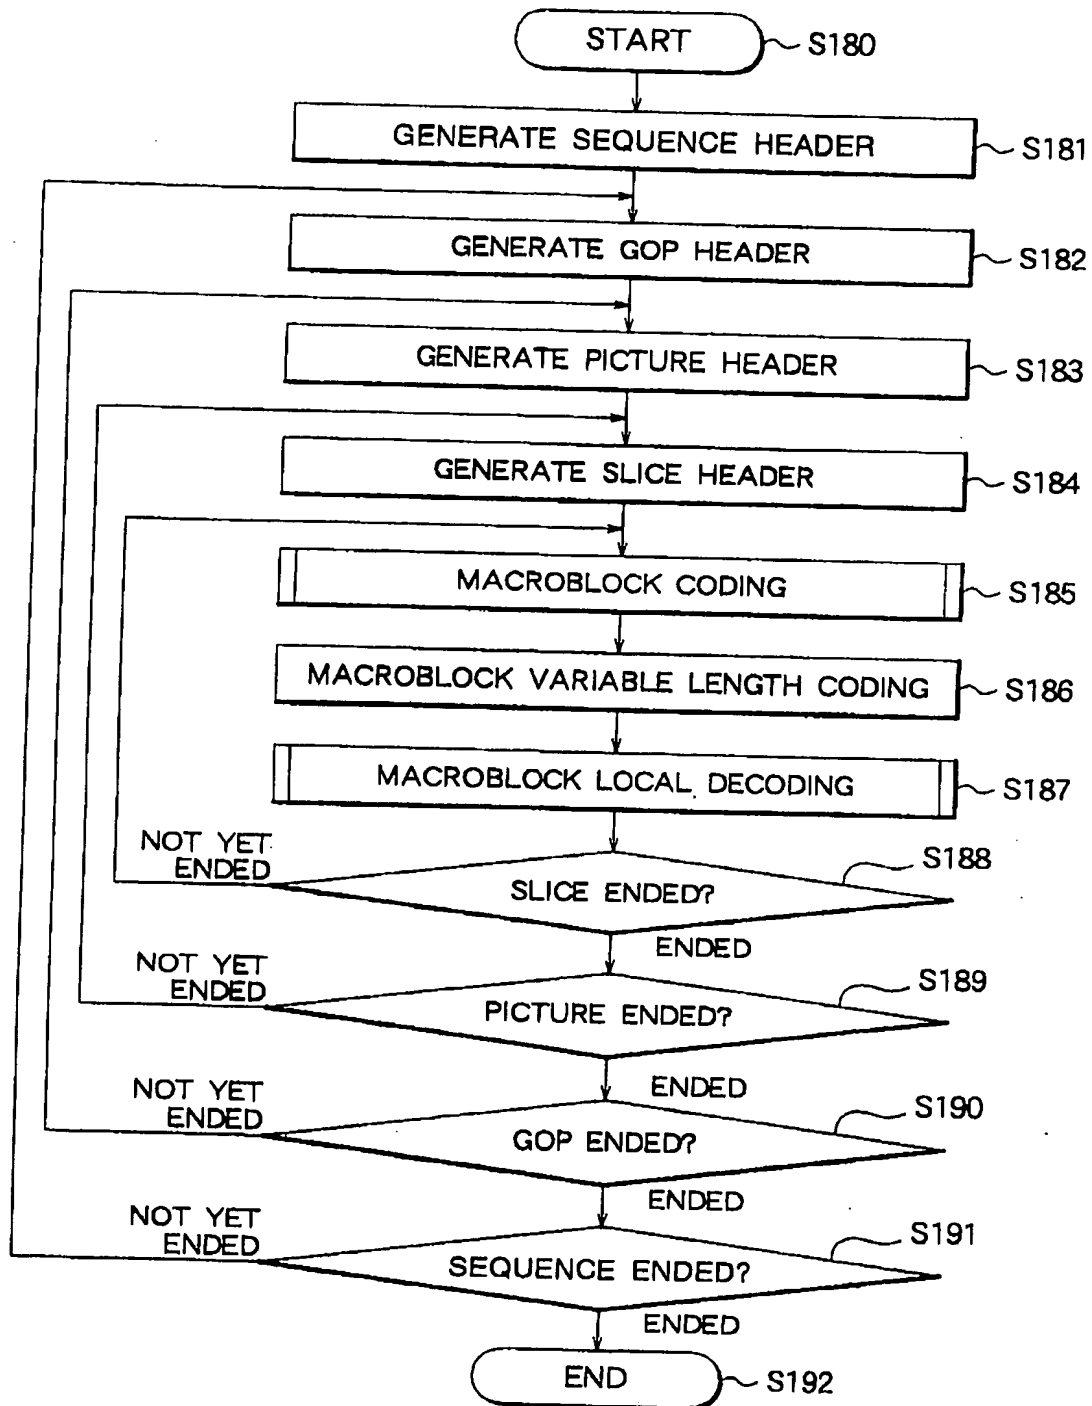 START
S180
GENERATE SEQUENCE HEADER
S181
GENERATE GOP HEADER
S182
GENERATE PICTURE HEADER
S183
GENERATE SLICE HEADER
S184
MACROBLOCK CODING
S185
MACROBLOCK VARIABLE LENGTH CODING
S186
MACROBLOCK LOCAL DECODING
S187
NOT YET
ENDED
SLICE ENDED?
S188
ENDED
NOT YET
ENDED
PICTURE ENDED?
S189
ENDED
NOT YET
ENDED
GOP ENDED?
S190
ENDED
NOT YET
ENDED
SEQUENCE ENDED?
S191
ENDED
END
S192